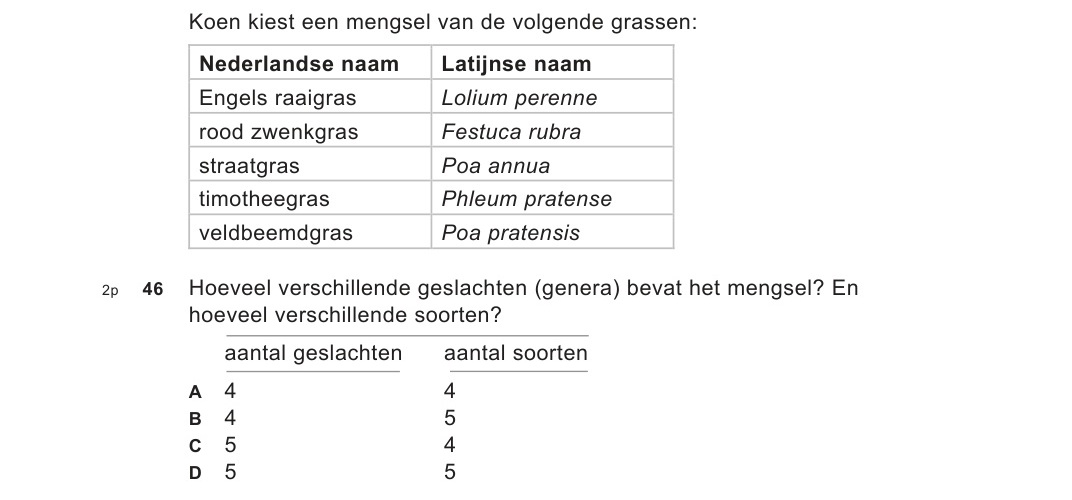 Koen kiest een mengsel van de volgende grassen:
Nederlandse naam Latijnse naam
Engels raaigras Lolium perenne
rood zwenkgras Festuca rubra
straatgras Poa annua
timotheegras Phleum pratense
veldbeemdgras Poa pratensis
2p 46 Hoeveel verschillende geslachten (genera) bevat het mengsel? En
hoeveel verschillende soorten?
aantal geslachten aantal soorten
A 4 4
B 4 5
C 5 4
D 5 5